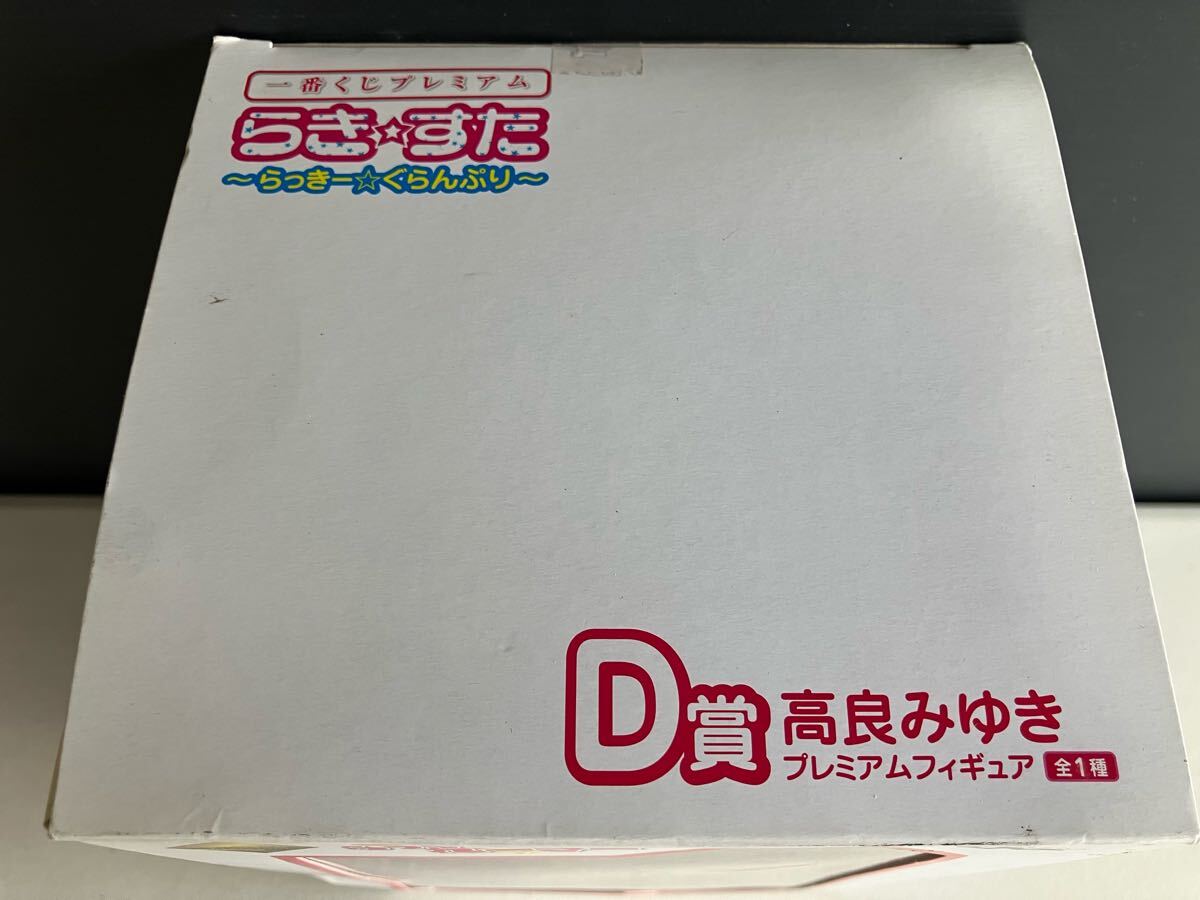 一番くじプレミアム
らき☆すた
～らっきー☆ぐらんぷり～
D賞 高良みゆき
プレミアムフィギュア 全1種